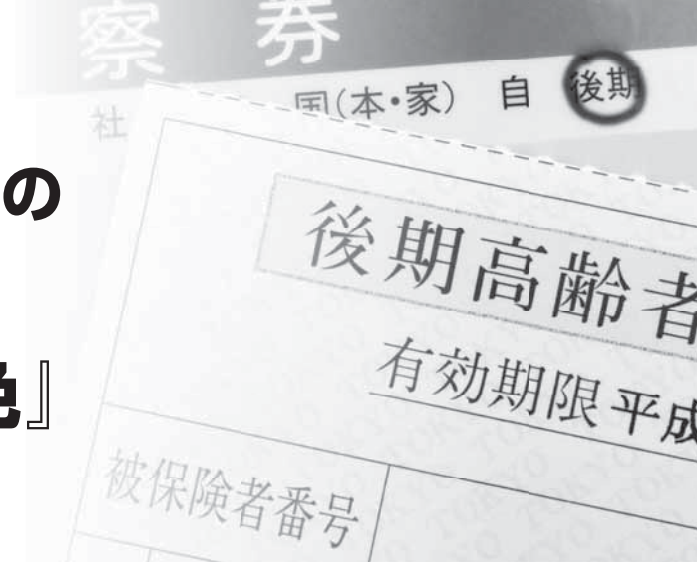 察 券
社 国(本・家) 自 後期
の
』
後期高齢者
有効期限 平成
被保険者番号
TOKYO